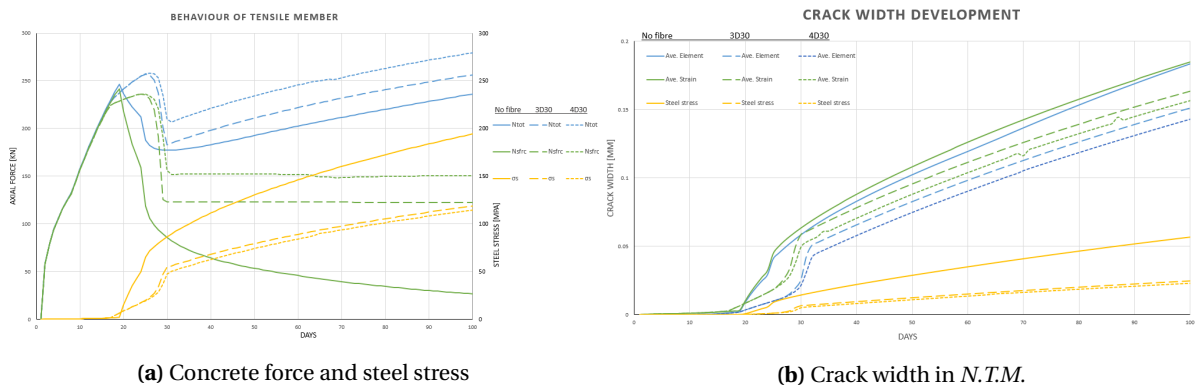 BEHAVIOUR OF TENSILE MEMBER
300
250
200
150
100
50
0
AXIAL FORCE [KN]
0 10 20 30 40 50 60 70 80 90 100
DAYS
300
250
200
150
100
50
0
STEEL STRESS [MPA]
No fibre 3D30 4D30
Ntot Ntot Ntot
Nsfrc Nsfrc Nsfrc
σs σs σs
(a) Concrete force and steel stress
CRACK WIDTH DEVELOPMENT
No fibre 3D30 4D30
Ave. Element Ave. Element Ave. Element
Ave. Strain Ave. Strain Ave. Strain
Steel stress Steel stress Steel stress
0.2
0.15
0.1
0.05
0
CRACK WIDTH [MM]
0 10 20 30 40 50 60 70 80 90 100
DAYS
(b) Crack width in N.T.M.